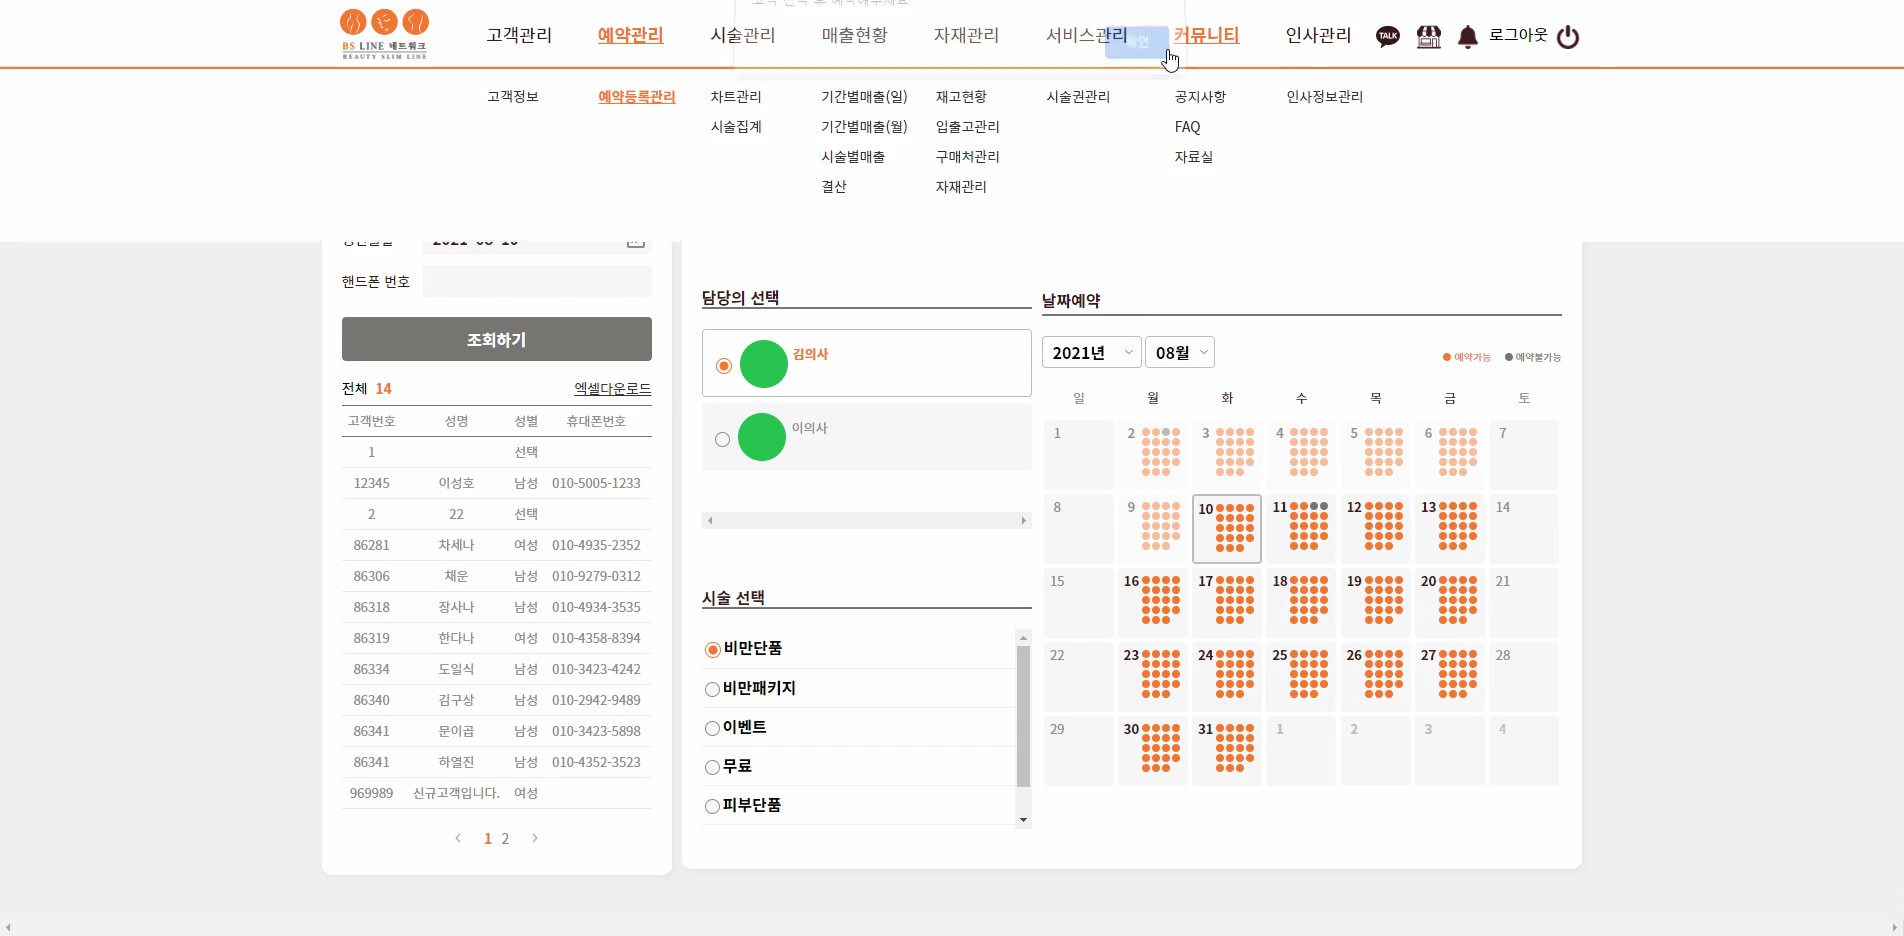 고객 선택 후 예약해주세요.
확인
BS LINE 네트워크
BEAUTY SLIM LINE
고객관리 예약관리 시술관리 매출현황 자재관리 서비스관리 커뮤니티 인사관리 TALK 로그아웃
고객정보 예약등록관리 차트관리 기간별매출(일) 재고현황 시술권관리 공지사항 인사정보관리
시술집계 기간별매출(월) 입출고관리 FAQ
시술별매출 구매처관리 자료실
결산 자재관리
2021-08-10
핸드폰 번호
조회하기
전체 14 엑셀다운로드
고객번호 성명 성별 휴대폰번호
1 선택
12345 이성호 남성 010-5005-1233
2 22 선택
86281 차세나 여성 010-4935-2352
86306 채운 남성 010-9279-0312
86318 장사나 남성 010-4934-3535
86319 한다나 여성 010-4358-8394
86334 도일식 남성 010-3423-4242
86340 김구상 남성 010-2942-9489
86341 문이곱 남성 010-3423-5898
86341 하열진 남성 010-4352-3523
969989 신규고객입니다. 여성
1 2
담당의 선택
김의사
이의사
시술 선택
비만단품
비만패키지
이벤트
무료
피부단품
날짜예약
2021년 08월
예약가능 예약불가능
일 월 화 수 목 금 토
1 2 3 4 5 6 7
8 9 10 11 12 13 14
15 16 17 18 19 20 21
22 23 24 25 26 27 28
29 30 31 1 2 3 4